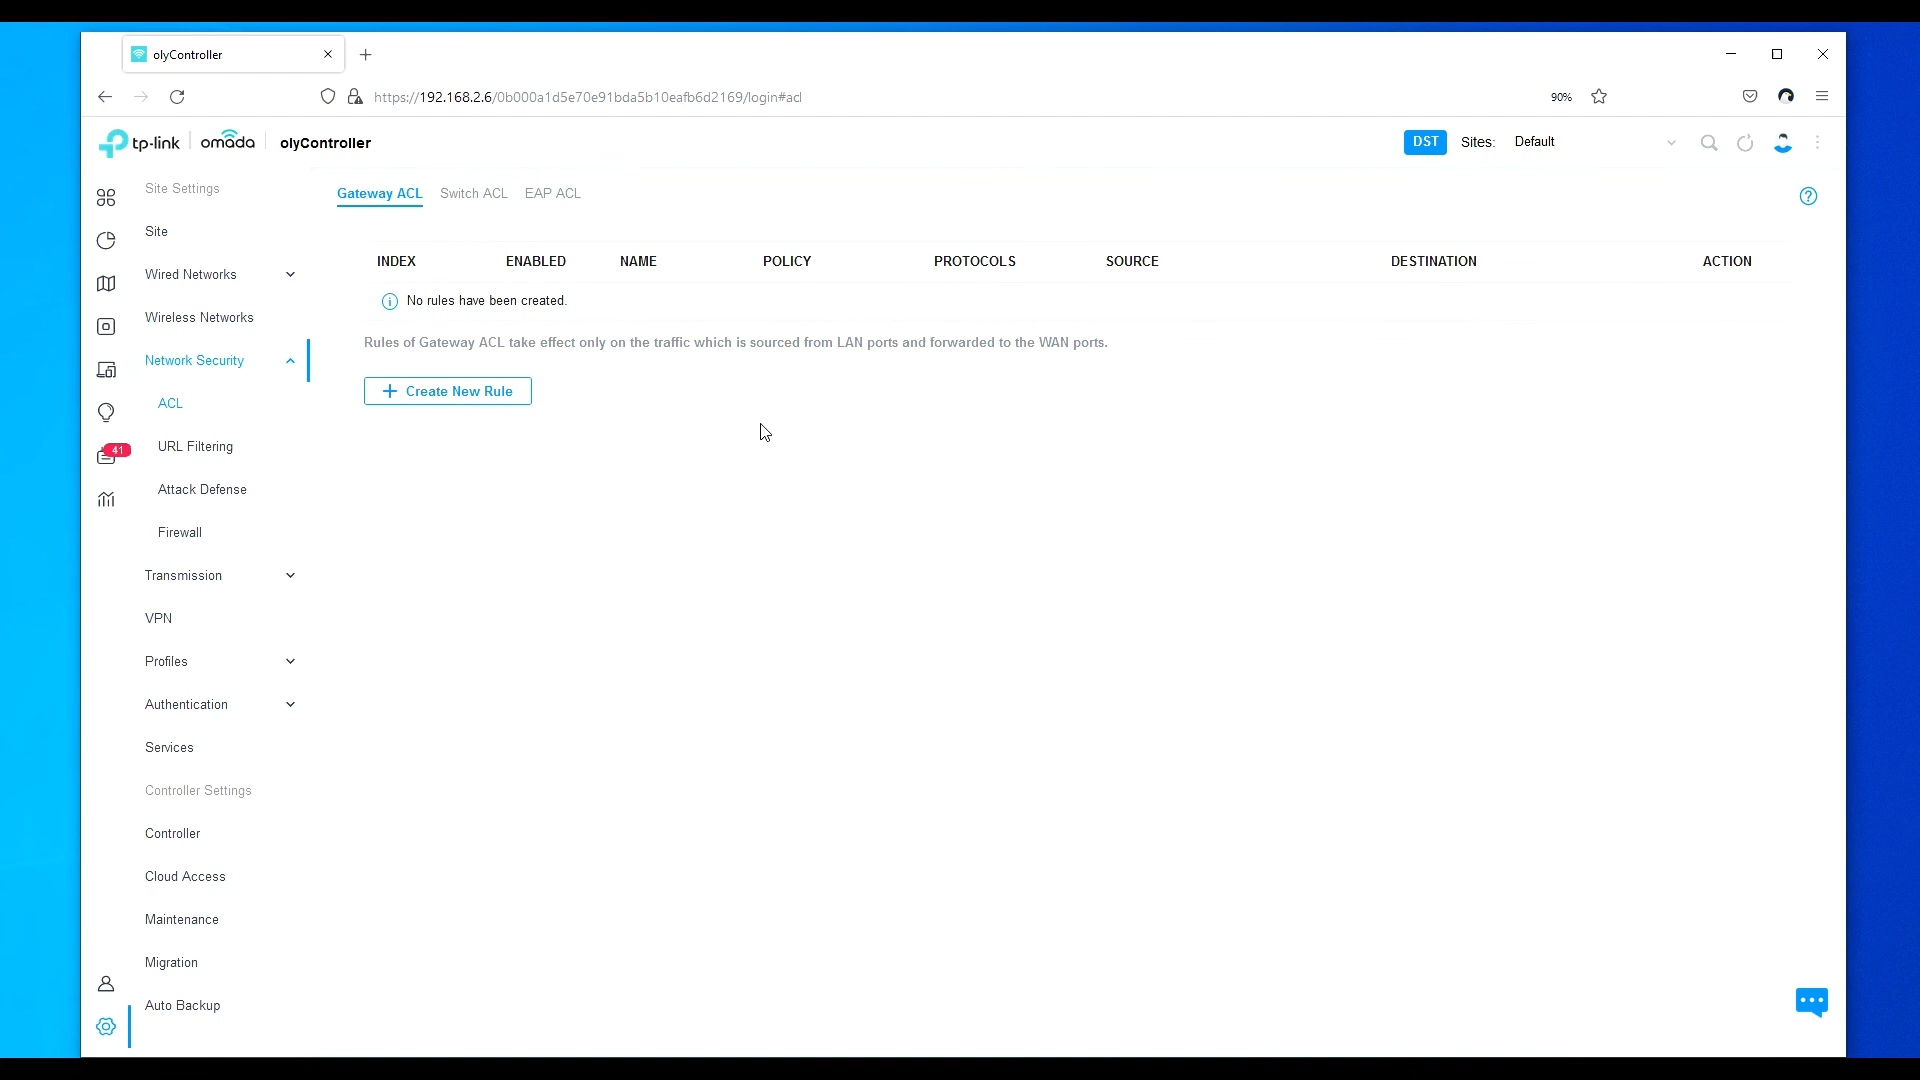 olyController
https://192.168.2.6/0b000a1d5e70e91bda5b10eafb6d2169/login#acl
90%
tp-link | omada
olyController
DST
Sites:
Default
Site Settings
Site
Wired Networks
Wireless Networks
Network Security
ACL
URL Filtering
Attack Defense
Firewall
Transmission
VPN
Profiles
Authentication
Services
Controller Settings
Controller
Cloud Access
Maintenance
Migration
Auto Backup
41
Gateway ACL
Switch ACL
EAP ACL
INDEX ENABLED NAME POLICY PROTOCOLS SOURCE DESTINATION ACTION
No rules have been created.
Rules of Gateway ACL take effect only on the traffic which is sourced from LAN ports and forwarded to the WAN ports.
+ Create New Rule